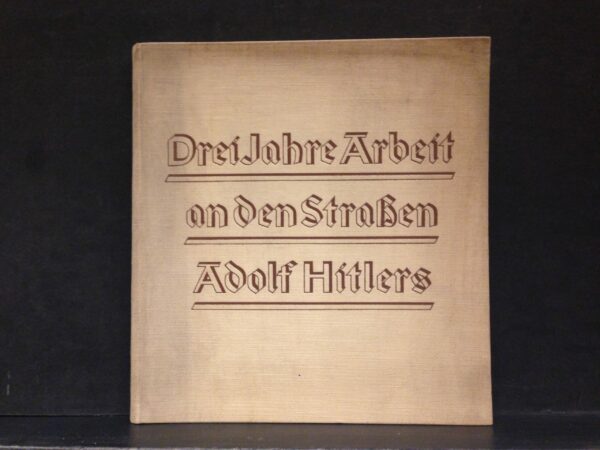 Drei Jahre Arbeit
an den Straßen
Adolf Hitlers